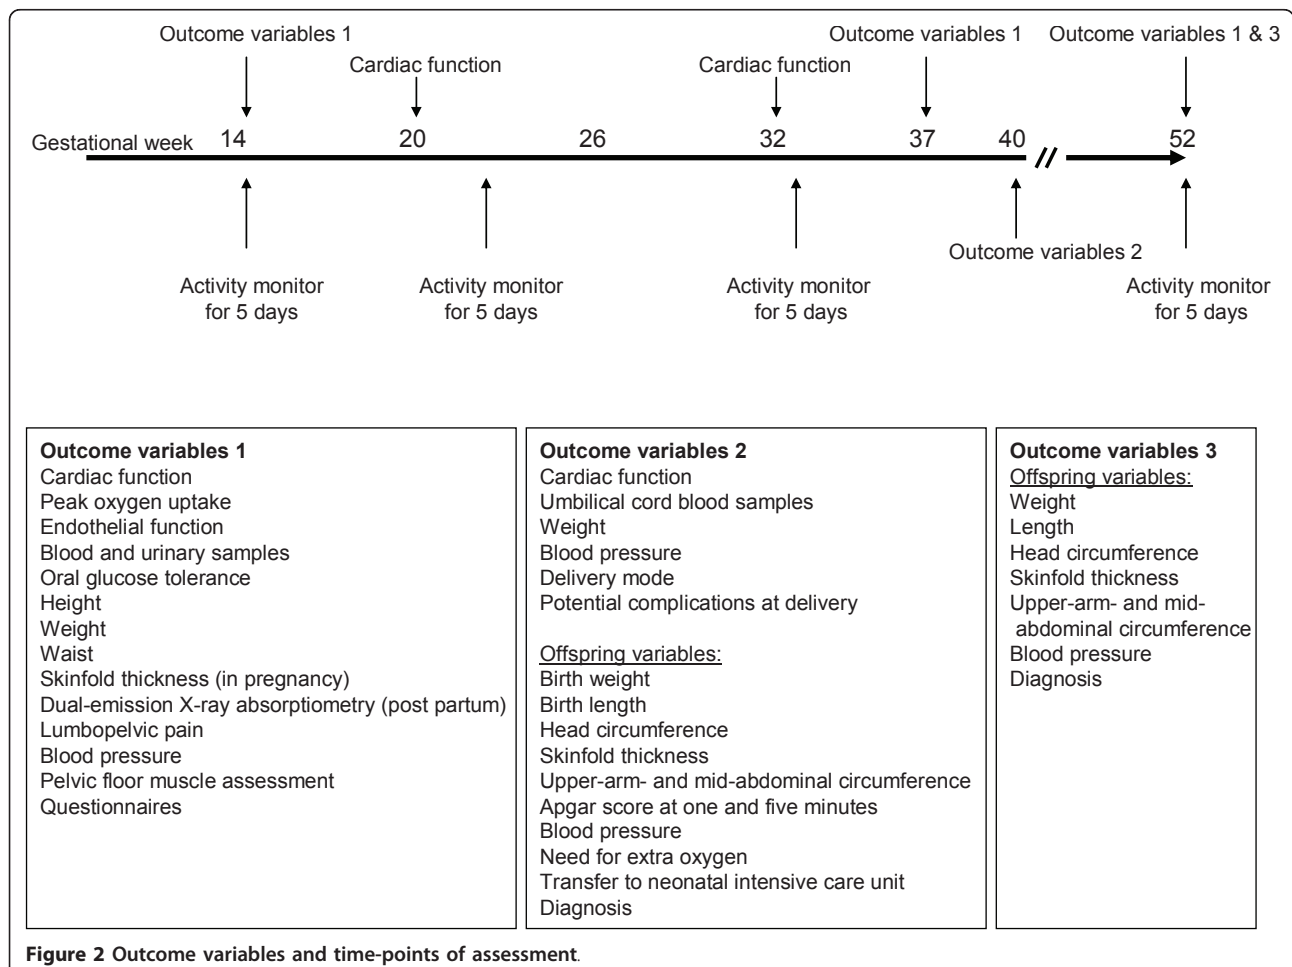 Outcome variables 1
Outcome variables 1
Outcome variables 1 & 3
Cardiac function
Cardiac function
Gestational week 14 20 26 32 37 40 // 52
Outcome variables 2
Activity monitor
for 5 days
Activity monitor
for 5 days
Activity monitor
for 5 days
Activity monitor
for 5 days
Outcome variables 1
Cardiac function
Peak oxygen uptake
Endothelial function
Blood and urinary samples
Oral glucose tolerance
Height
Weight
Waist
Skinfold thickness (in pregnancy)
Dual-emission X-ray absorptiometry (post partum)
Lumbopelvic pain
Blood pressure
Pelvic floor muscle assessment
Questionnaires
Outcome variables 2
Cardiac function
Umbilical cord blood samples
Weight
Blood pressure
Delivery mode
Potential complications at delivery
Offspring variables:
Birth weight
Birth length
Head circumference
Skinfold thickness
Upper-arm- and mid-abdominal circumference
Apgar score at one and five minutes
Blood pressure
Need for extra oxygen
Transfer to neonatal intensive care unit
Diagnosis
Outcome variables 3
Offspring variables:
Weight
Length
Head circumference
Skinfold thickness
Upper-arm- and mid-
abdominal circumference
Blood pressure
Diagnosis
Figure 2 Outcome variables and time-points of assessment.